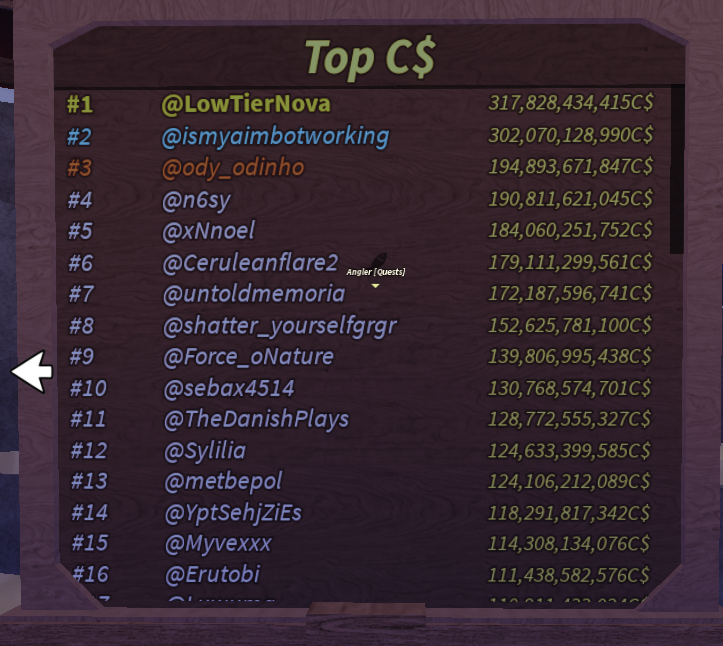 Top C$
#1 @LowTierNova 317,828,434,415C$
#2 @ismyaimbotworking 302,070,128,990C$
#3 @ody_odinho 194,893,671,847C$
#4 @n6sy 190,811,621,045C$
#5 @xNnoel 184,060,251,752C$
#6 @Ceruleanflare2 179,111,299,561C$
Angler [Quests]
#7 @untoldmemoria 172,187,596,741C$
#8 @shatter_yourselfgrgr 152,625,781,100C$
#9 @Force_oNature 139,806,995,438C$
#10 @sebax4514 130,768,574,701C$
#11 @TheDanishPlays 128,772,555,327C$
#12 @Sylilia 124,633,399,585C$
#13 @metbepol 124,106,212,089C$
#14 @YptSehjZiEs 118,291,817,342C$
#15 @Myvexxx 114,308,134,076C$
#16 @Erutobi 111,438,582,576C$